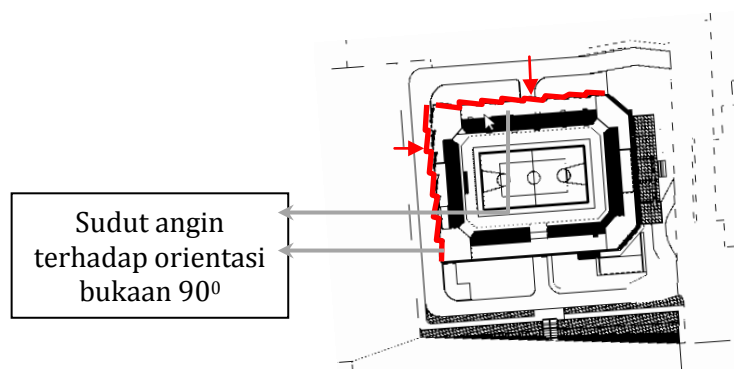 Sudut angin
terhadap orientasi
bukaan 90⁰